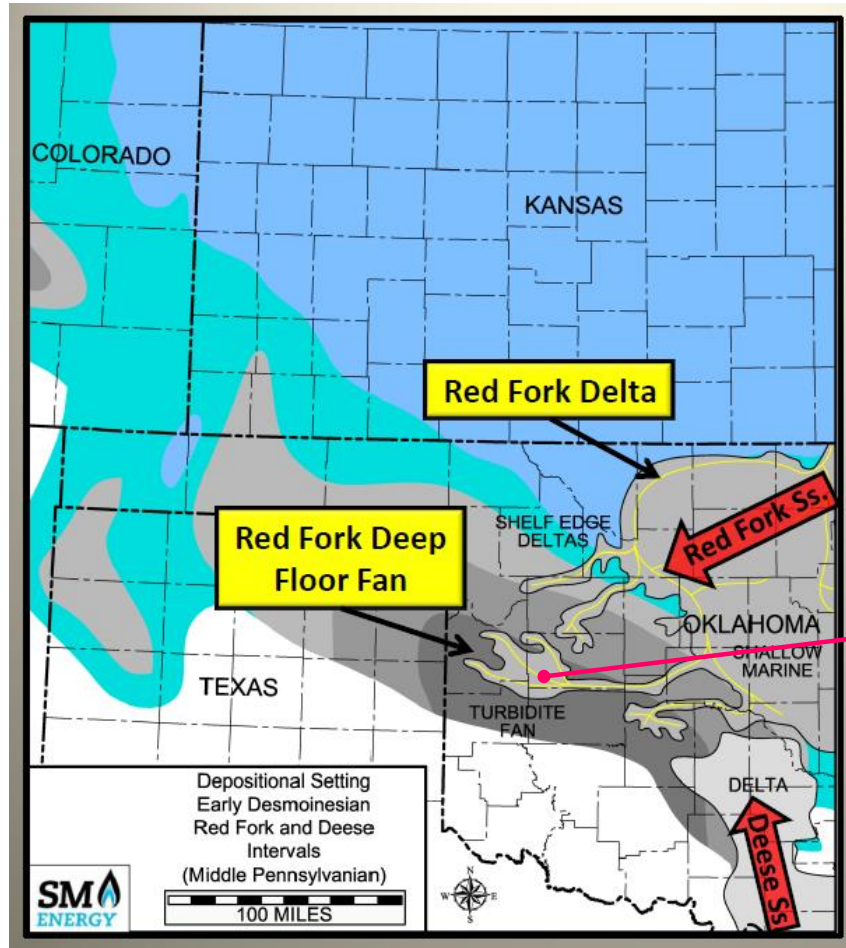 COLORADO
KANSAS
Red Fork Delta
SHELF EDGE
DELTAS
Red Fork Ss.
Red Fork Deep
Floor Fan
OKLAHOMA
SHALLOW
MARINE
TEXAS
TURBIDITE
FAN
DELTA
Deese Ss
Depositional Setting
Early Desmoinesian
Red Fork and Deese
Intervals
(Middle Pennsylvanian)
100 MILES
SM
ENERGY
N
W
E
S